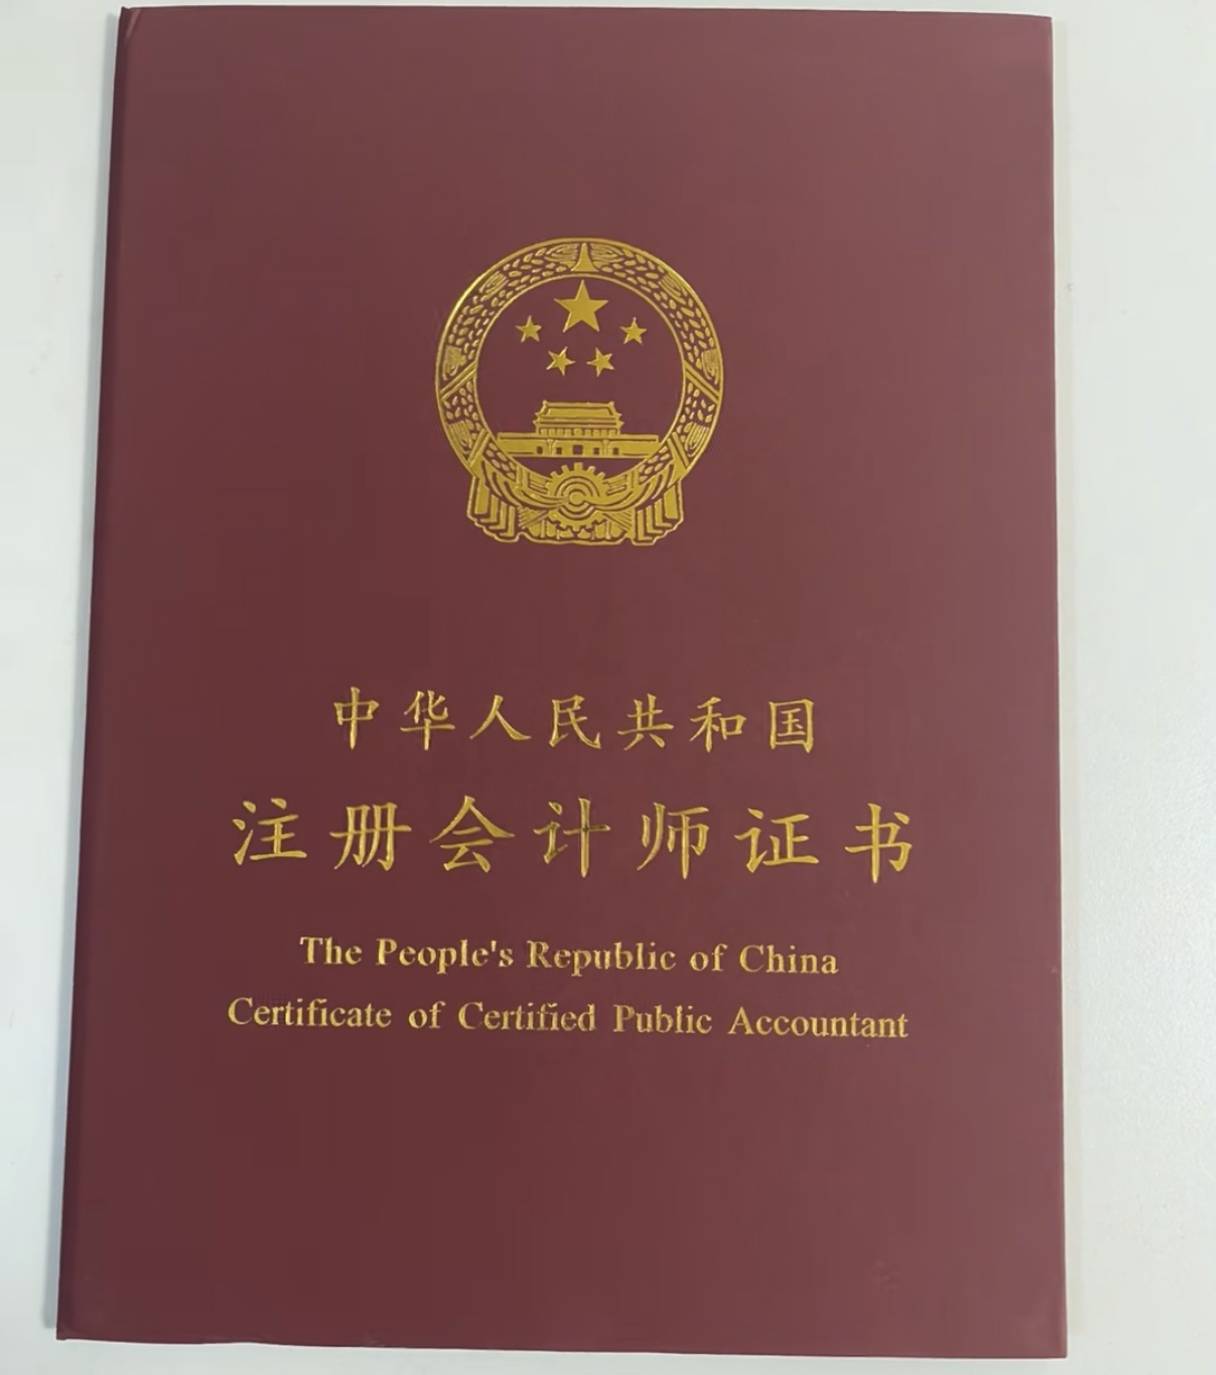 中华人民共和国
注册会计师证书
The People's Republic of China
Certificate of Certified Public Accountant